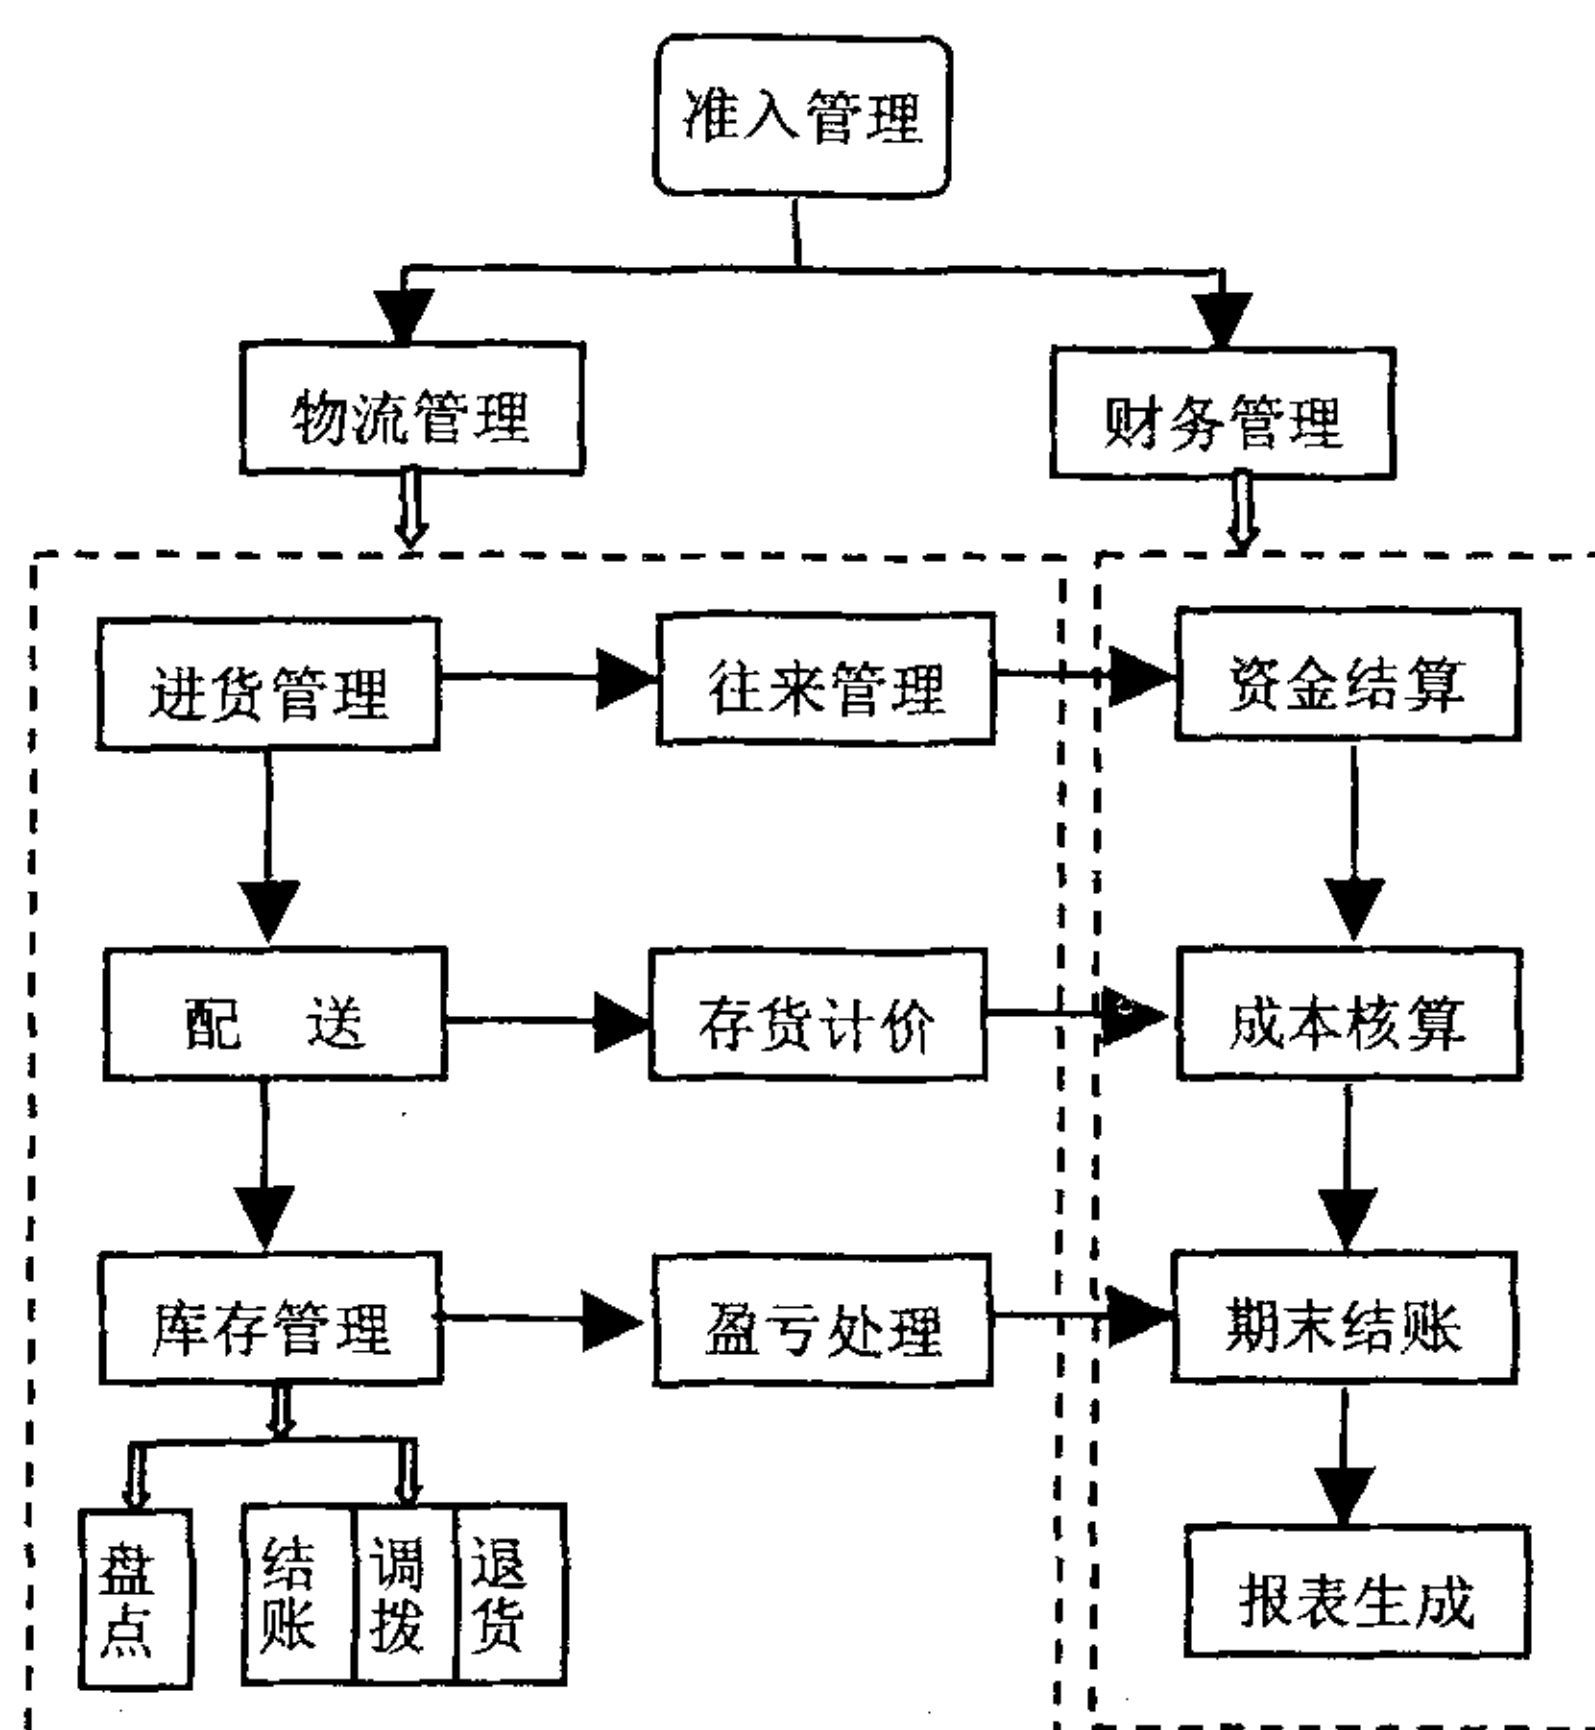 准入管理
物流管理
财务管理
进货管理
往来管理
资金结算
配 送
存货计价
成本核算
库存管理
盈亏处理
期末结账
盘点
结账
调拨
退货
报表生成